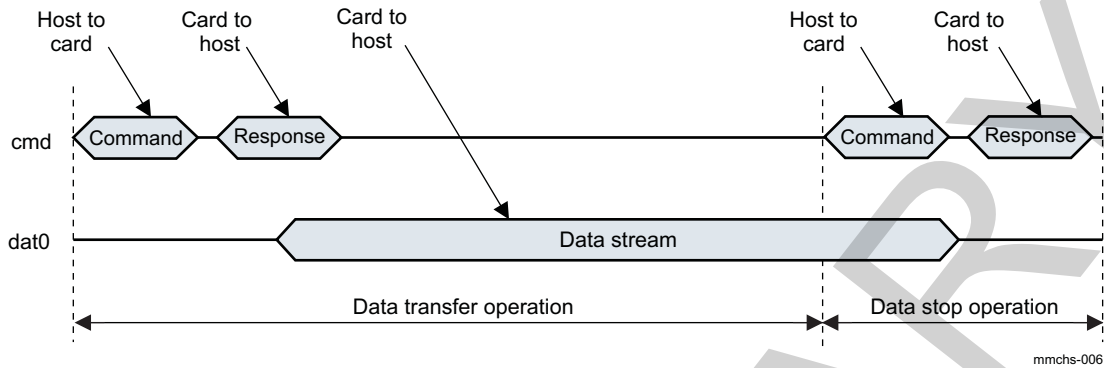 Host to
card
Card to
host
Card to
host
Host to
card
Card to
host
cmd
Command
Response
Command
Response
dat0
Data stream
Data transfer operation
Data stop operation
mmchs-006